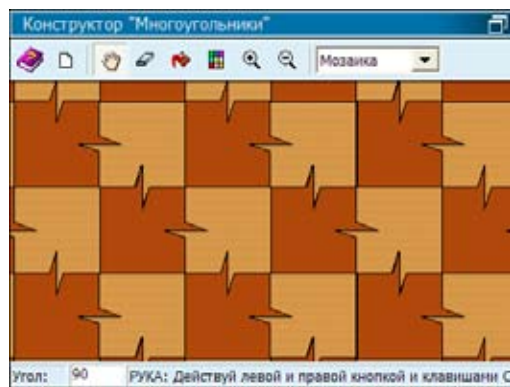 Конструктор "Многоугольники"
Мозаика
Угол: 90 РУКА: Действуй левой и правой кнопкой и клавишами C